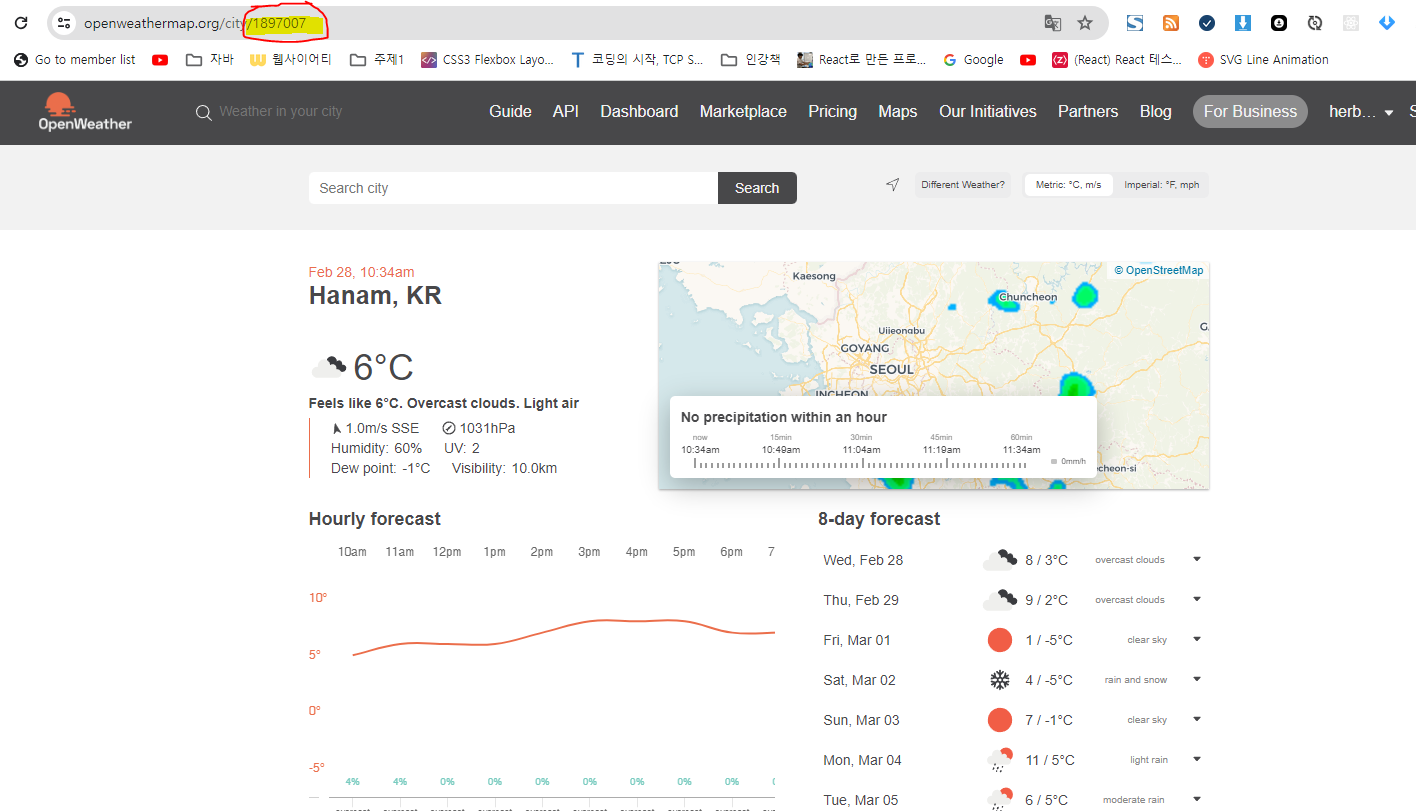 openweathermap.org/city/1897007
Go to member list 자바 웹사이어티 주제1 CSS3 Flexbox Layo... 코딩의 시작, TCP S... 인강책 React로 만든 프로... Google (React) React 테스... SVG Line Animation
OpenWeather Weather in your city Guide API Dashboard Marketplace Pricing Maps Our Initiatives Partners Blog For Business herb... S
Search city Search Different Weather? Metric: °C, m/s Imperial: °F, mph
Feb 28, 10:34am
Hanam, KR
6°C
Feels like 6°C. Overcast clouds. Light air
1.0m/s SSE 1031hPa
Humidity: 60% UV: 2
Dew point: -1°C Visibility: 10.0km
© OpenStreetMap
Kaesong
Chuncheon
Uijeongbu
GOYANG
SEOUL
INCHEON
No precipitation within an hour
now 15min 30min 45min 60min
10:34am 10:49am 11:04am 11:19am 11:34am
0mm/h
cheon-si
Hourly forecast
10am 11am 12pm 1pm 2pm 3pm 4pm 5pm 6pm 7
10°
5°
0°
-5°
4% 4% 0% 0% 0% 0% 0% 0% 0%
8-day forecast
Wed, Feb 28 8 / 3°C overcast clouds
Thu, Feb 29 9 / 2°C overcast clouds
Fri, Mar 01 1 / -5°C clear sky
Sat, Mar 02 4 / -5°C rain and snow
Sun, Mar 03 7 / -1°C clear sky
Mon, Mar 04 11 / 5°C light rain
Tue, Mar 05 6 / 5°C moderate rain